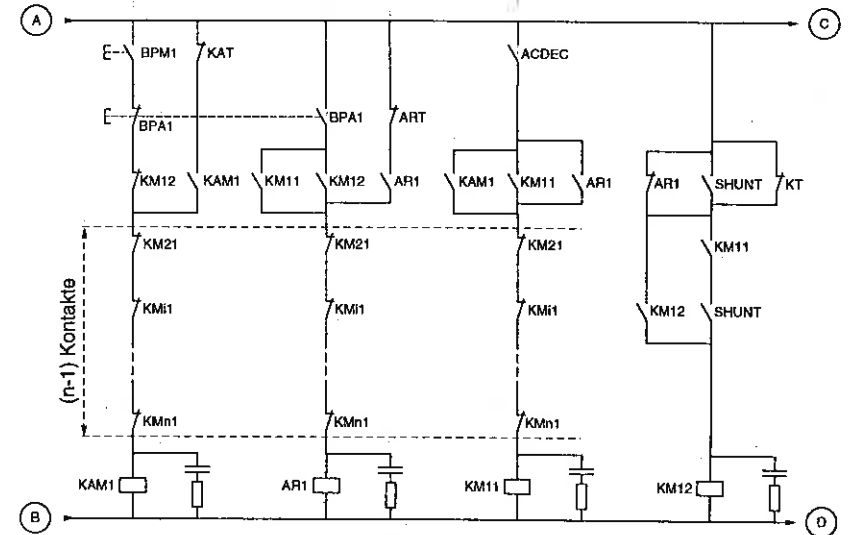 A C
BPM1 KAT ACDEC
BPA1 BPA1 ART
KM12 KAM1 KM11 KM12 AR1 KAM1 KM11 AR1 AR1 SHUNT KT
KM21 KM21 KM21 KM11
(n-1) Kontakte
KMi1 KMi1 KMi1 KM12 SHUNT
KMn1 KMn1 KMn1
KAM1 AR1 KM11 KM12
B D